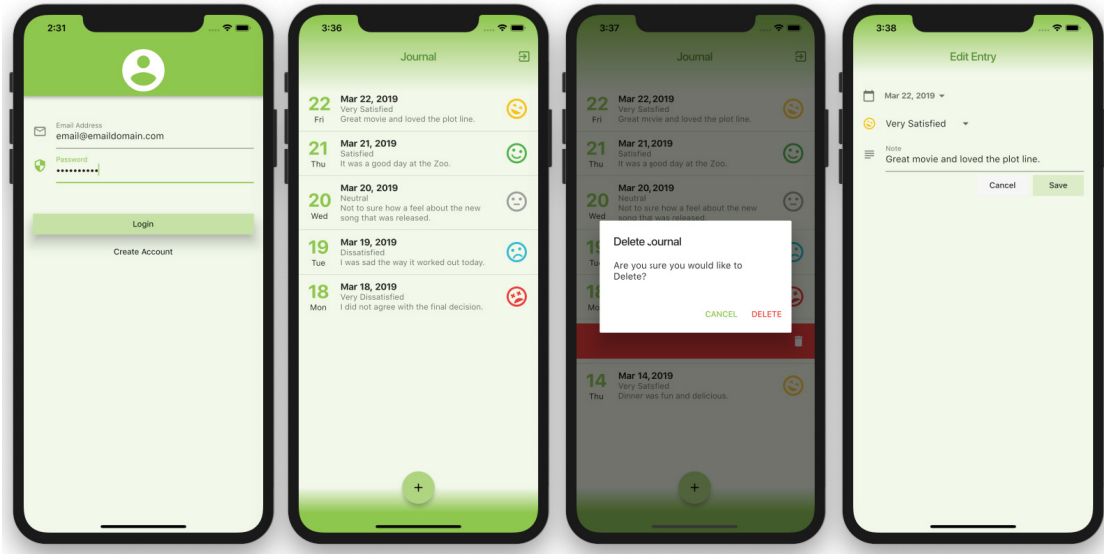 2:31
Email Address
email@emaildomain.com
Password
••••••••••
Login
Create Account
3:36
Journal
22
Fri
Mar 22, 2019
Very Satisfied
Great movie and loved the plot line.
21
Thu
Mar 21, 2019
Satisfied
It was a good day at the Zoo.
20
Wed
Mar 20, 2019
Neutral
Not to sure how a feel about the new
song that was released.
19
Tue
Mar 19, 2019
Dissatisfied
I was sad the way it worked out today.
18
Mon
Mar 18, 2019
Very Dissatisfied
I did not agree with the final decision.
+
3:37
Journal
22
Fri
Mar 22, 2019
Very Satisfied
Great movie and loved the plot line.
21
Thu
Mar 21, 2019
Satisfied
It was a good day at the Zoo.
20
Wed
Mar 20, 2019
Neutral
Not to sure how a feel about the new
song that was released.
19
Tu
18
Mo
Delete Journal
Are you sure you would like to
Delete?
CANCEL DELETE
14
Thu
Mar 14, 2019
Very Satisfied
Dinner was fun and delicious.
+
3:38
Edit Entry
Mar 22, 2019
Very Satisfied
Note
Great movie and loved the plot line.
Cancel Save